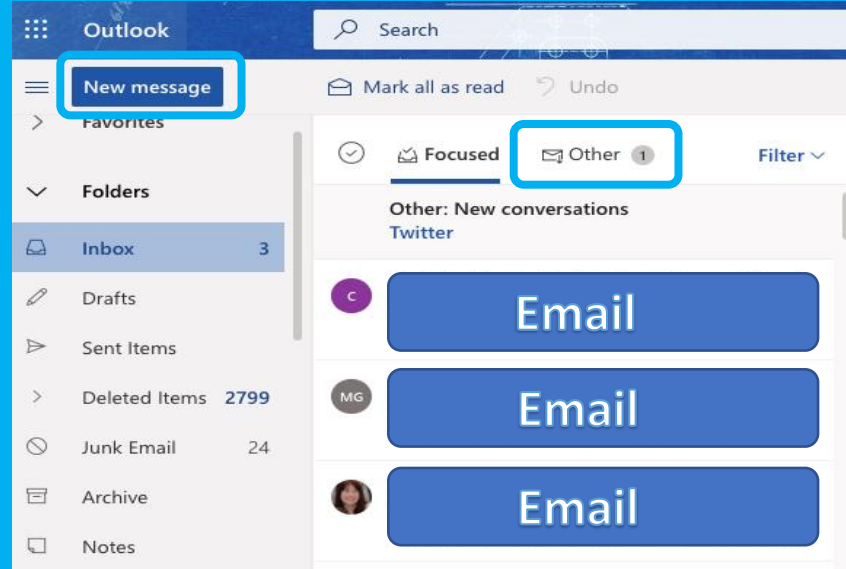 Outlook
Search
New message
Mark all as read
Undo
Favorites
Focused
Other 1
Filter
Folders
Other: New conversations
Twitter
Inbox 3
Drafts
Sent Items
Deleted Items 2799
Junk Email 24
Archive
Notes
C
Email
MG
Email
Email